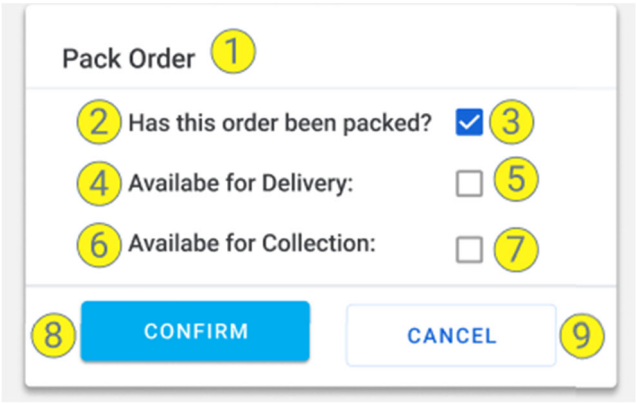 Pack Order 1
2 Has this order been packed? 3
4 Availabe for Delivery: 5
6 Availabe for Collection: 7
8 CONFIRM CANCEL 9